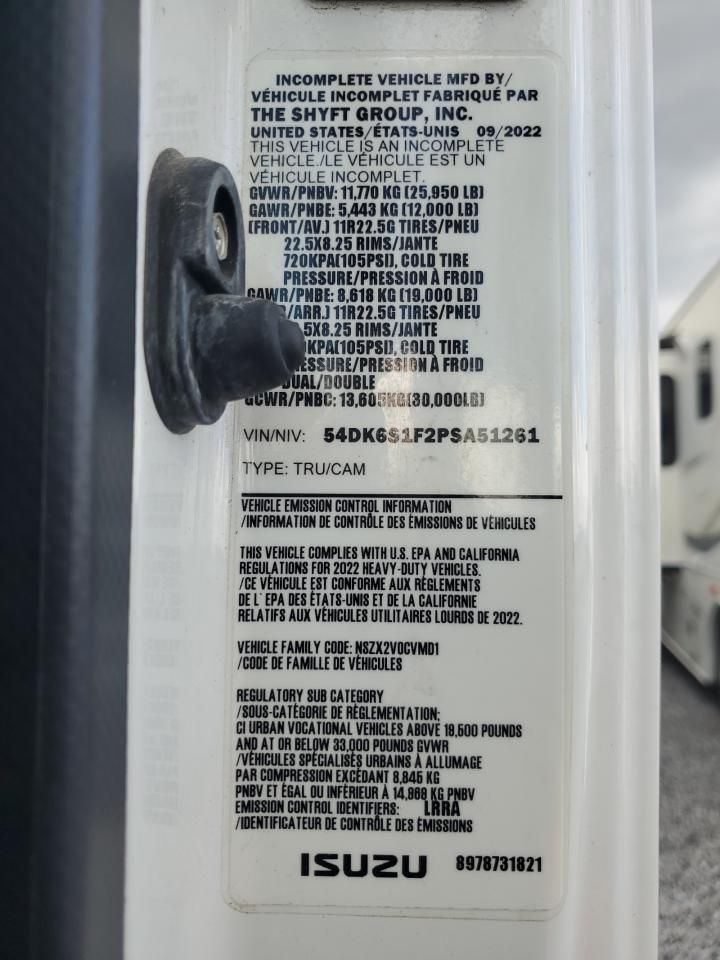 INCOMPLETE VEHICLE MFD BY/
VÉHICULE INCOMPLET FABRIQUÉ PAR
THE SHYFT GROUP, INC.
UNITED STATES/ÉTATS-UNIS 09/2022
THIS VEHICLE IS AN INCOMPLETE
VEHICLE./LE VÉHICULE EST UN
VÉHICULE INCOMPLET.
GVWR/PNBV: 11,770 KG (25,950 LB)
GAWR/PNBE: 5,443 KG (12,000 LB)
(FRONT/AV.) 11R22.5G TIRES/PNEU
22.5X8.25 RIMS/JANTE
720KPA(105PSI), COLD TIRE
PRESSURE/PRESSION À FROID
GAWR/PNBE: 8,618 KG (19,000 LB)
/ARR.) 11R22.5G TIRES/PNEU
5X8.25 RIMS/JANTE
KPA(105PSI), COLD TIRE
ESSURE/PRESSION À FROID
DUAL/DOUBLE
GCWR/PNBC: 13,605KG(30,000LB)
VIN/NIV: 54DK6S1F2PSA51261
TYPE: TRU/CAM
VEHICLE EMISSION CONTROL INFORMATION
/INFORMATION DE CONTRÔLE DES ÉMISSIONS DE VÉHICULES
THIS VEHICLE COMPLIES WITH U.S. EPA AND CALIFORNIA
REGULATIONS FOR 2022 HEAVY-DUTY VEHICLES.
/CE VÉHICULE EST CONFORME AUX RÈGLEMENTS
DE L'EPA DES ÉTATS-UNIS ET DE LA CALIFORNIE
RELATIFS AUX VÉHICULES UTILITAIRES LOURDS DE 2022.
VEHICLE FAMILY CODE: NSZX2VOCVMD1
/CODE DE FAMILLE DE VÉHICULES
REGULATORY SUB CATEGORY
/SOUS-CATÉGORIE DE RÉGLEMENTATION;
CI URBAN VOCATIONAL VEHICLES ABOVE 19,500 POUNDS
AND AT OR BELOW 33,000 POUNDS GVWR
/VÉHICULES SPÉCIALISÉS URBAINS À ALLUMAGE
PAR COMPRESSION EXCÉDANT 8,845 KG
PNBV ET ÉGAL OU INFÉRIEUR À 14,968 KG PNBV
EMISSION CONTROL IDENTIFIERS: LRRA
/IDENTIFICATEUR DE CONTRÔLE DES ÉMISSIONS
ISUZU 8978731821